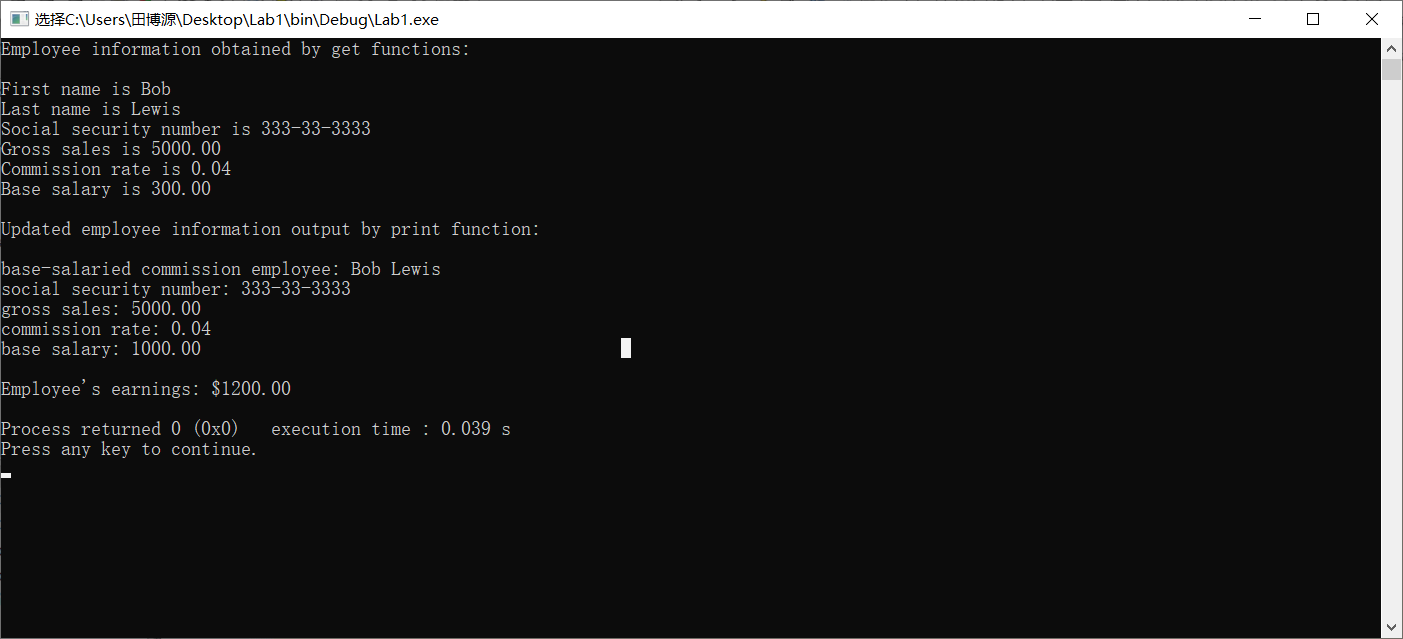 选择C:\Users\田博源\Desktop\Lab1\bin\Debug\Lab1.exe
Employee information obtained by get functions:
First name is Bob
Last name is Lewis
Social security number is 333-33-3333
Gross sales is 5000.00
Commission rate is 0.04
Base salary is 300.00
Updated employee information output by print function:
base-salaried commission employee: Bob Lewis
social security number: 333-33-3333
gross sales: 5000.00
commission rate: 0.04
base salary: 1000.00
Employee's earnings: $1200.00
Process returned 0 (0x0)   execution time : 0.039 s
Press any key to continue.